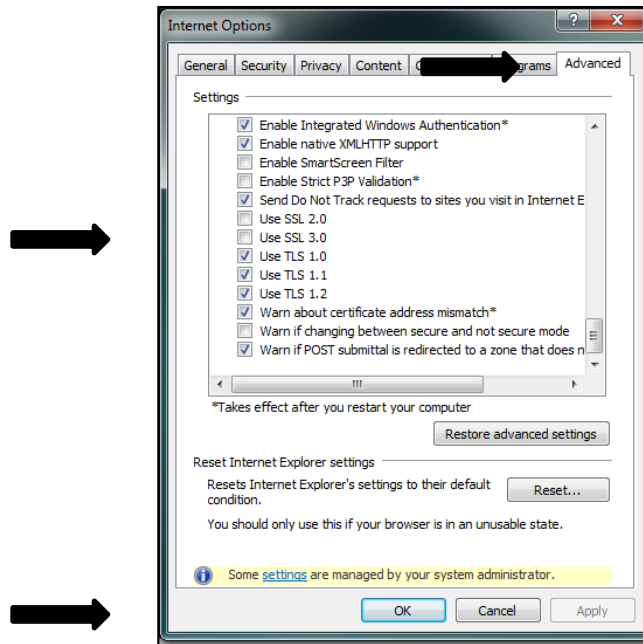 Internet Options
General Security Privacy Content Advanced
Settings
Enable Integrated Windows Authentication*
Enable native XMLHTTP support
Enable SmartScreen Filter
Enable Strict P3P Validation*
Send Do Not Track requests to sites you visit in Internet E
Use SSL 2.0
Use SSL 3.0
Use TLS 1.0
Use TLS 1.1
Use TLS 1.2
Warn about certificate address mismatch*
Warn if changing between secure and not secure mode
Warn if POST submittal is redirected to a zone that does n
*Takes effect after you restart your computer
Restore advanced settings
Reset Internet Explorer settings
Resets Internet Explorer's settings to their default
condition.
Reset...
You should only use this if your browser is in an unusable state.
Some settings are managed by your system administrator.
OK Cancel Apply